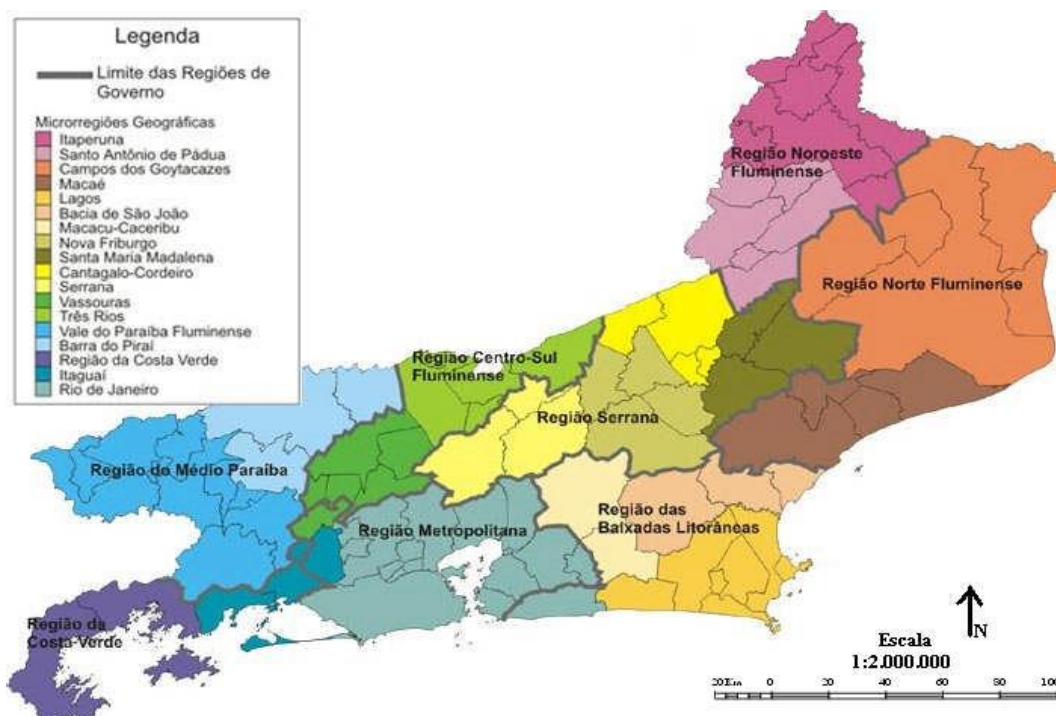 Legenda
Limite das Regiões de
Governo
Microrregiões Geográficas
Itaperuna
Santo Antônio de Pádua
Campos dos Goytacazes
Macaé
Lagos
Bacia de São João
Macacu-Caceribu
Nova Friburgo
Santa Maria Madalena
Cantagalo-Cordeiro
Serrana
Vassouras
Três Rios
Vale do Paraíba Fluminense
Barra do Piraí
Região da Costa Verde
Itaguaí
Rio de Janeiro
Região Noroeste
Fluminense
Região Norte Fluminense
Região Centro-Sul
Fluminense
Região Serrana
Região do Médio Paraíba
Região das
Baixadas Litorâneas
Região Metropolitana
Região da
Costa-Verde
N
Escala
1:2.000.000
0 20 40 60 80 100